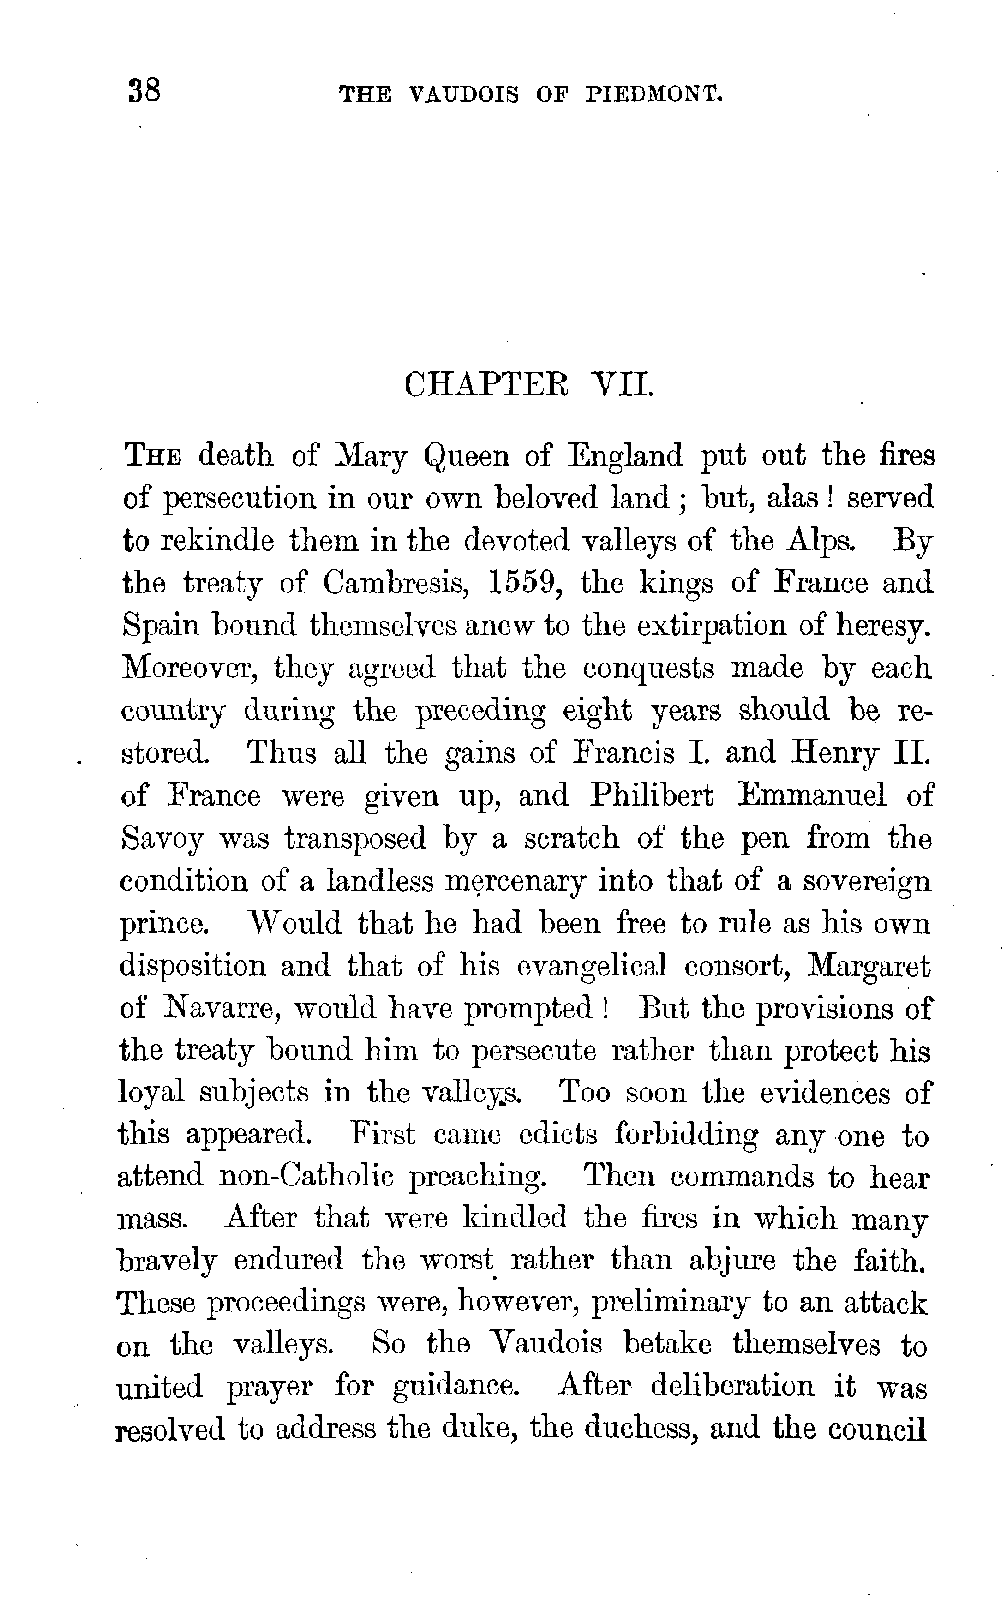 38 THE VAUDOIS OF PIEDMONT.
CHAPTER VII.
THE death of Mary Queen of England put out the fires
of persecution in our own beloved land ; but, alas ! served
to rekindle them in the devoted valleys of the Alps. By
the treaty of Cambresis, 1559, the kings of France and
Spain bound themselves anew to the extirpation of heresy.
Moreover, they agreed that the conquests made by each
country during the preceding eight years should be re-
stored. Thus all the gains of Francis I. and Henry II.
of France were given up, and Philibert Emmanuel of
Savoy was transposed by a scratch of the pen from the
condition of a landless mercenary into that of a sovereign
prince. Would that he had been free to rule as his own
disposition and that of his evangelical consort, Margaret
of Navarre, would have prompted ! But the provisions of
the treaty bound him to persecute rather than protect his
loyal subjects in the valleys. Too soon the evidences of
this appeared. First came edicts forbidding any one to
attend non-Catholic preaching. Then commands to hear
mass. After that were kindled the fires in which many
bravely endured the worst rather than abjure the faith.
These proceedings were, however, preliminary to an attack
on the valleys. So the Vaudois betake themselves to
united prayer for guidance. After deliberation it was
resolved to address the duke, the duchess, and the council